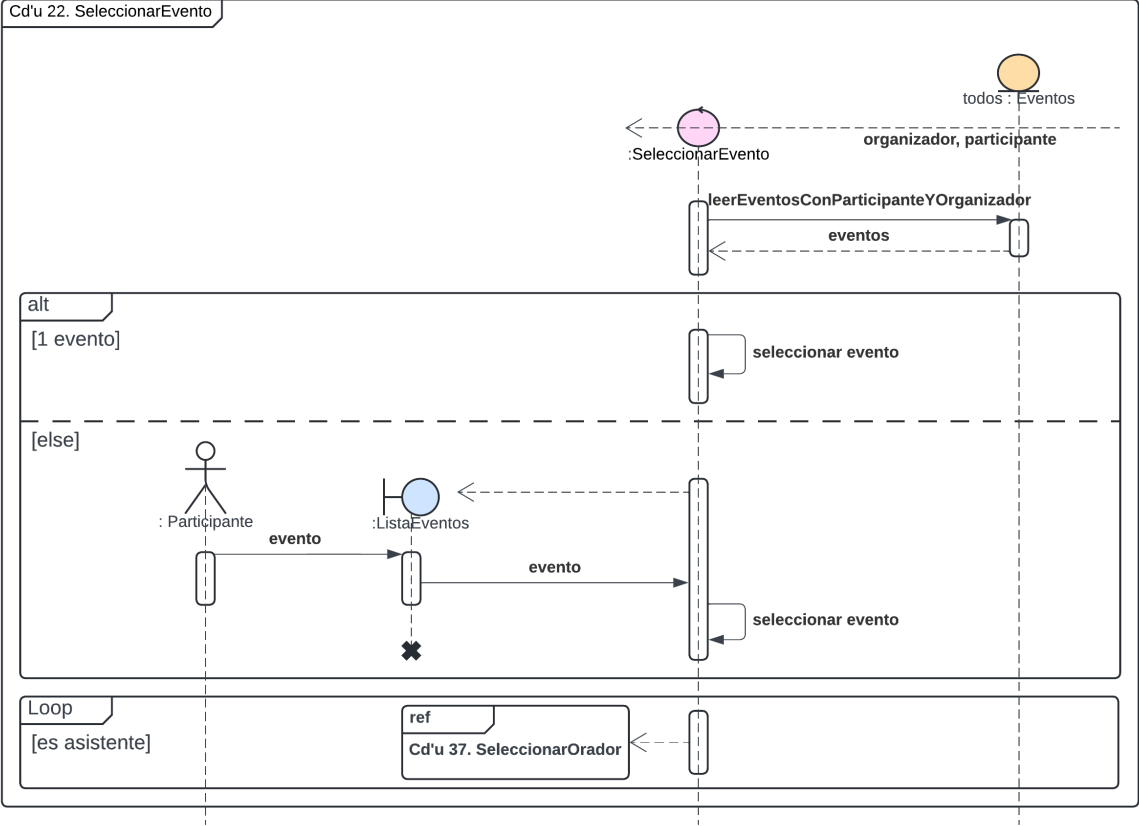 Cd'u 22. SeleccionarEvento
todos : Eventos
organizador, participante
:SeleccionarEvento
leerEventosConParticipanteYOrganizador
eventos
alt
[1 evento]
seleccionar evento
[else]
: Participante
:ListaEventos
evento
evento
seleccionar evento
Loop
[es asistente]
ref
Cd'u 37. SeleccionarOrador